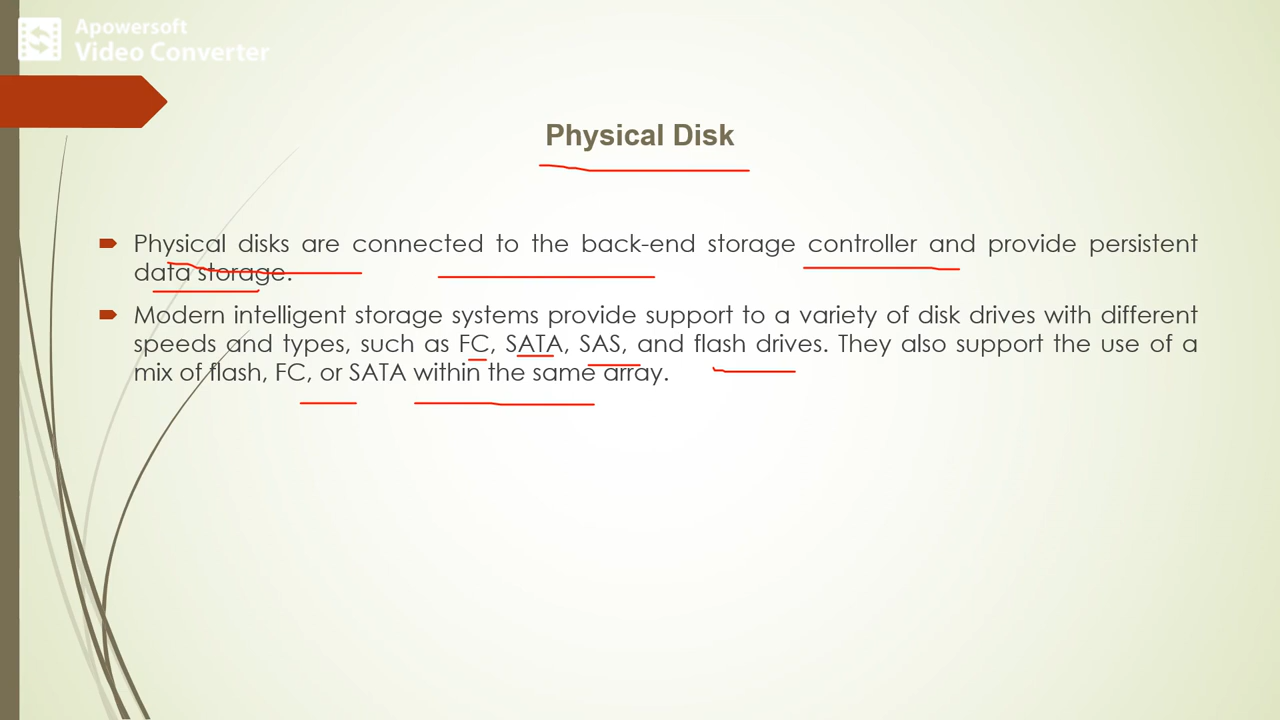 Apowersoft
Video Converter
Physical Disk
Physical disks are connected to the back-end storage controller and provide persistent
data storage.
Modern intelligent storage systems provide support to a variety of disk drives with different
speeds and types, such as FC, SATA, SAS, and flash drives. They also support the use of a
mix of flash, FC, or SATA within the same array.